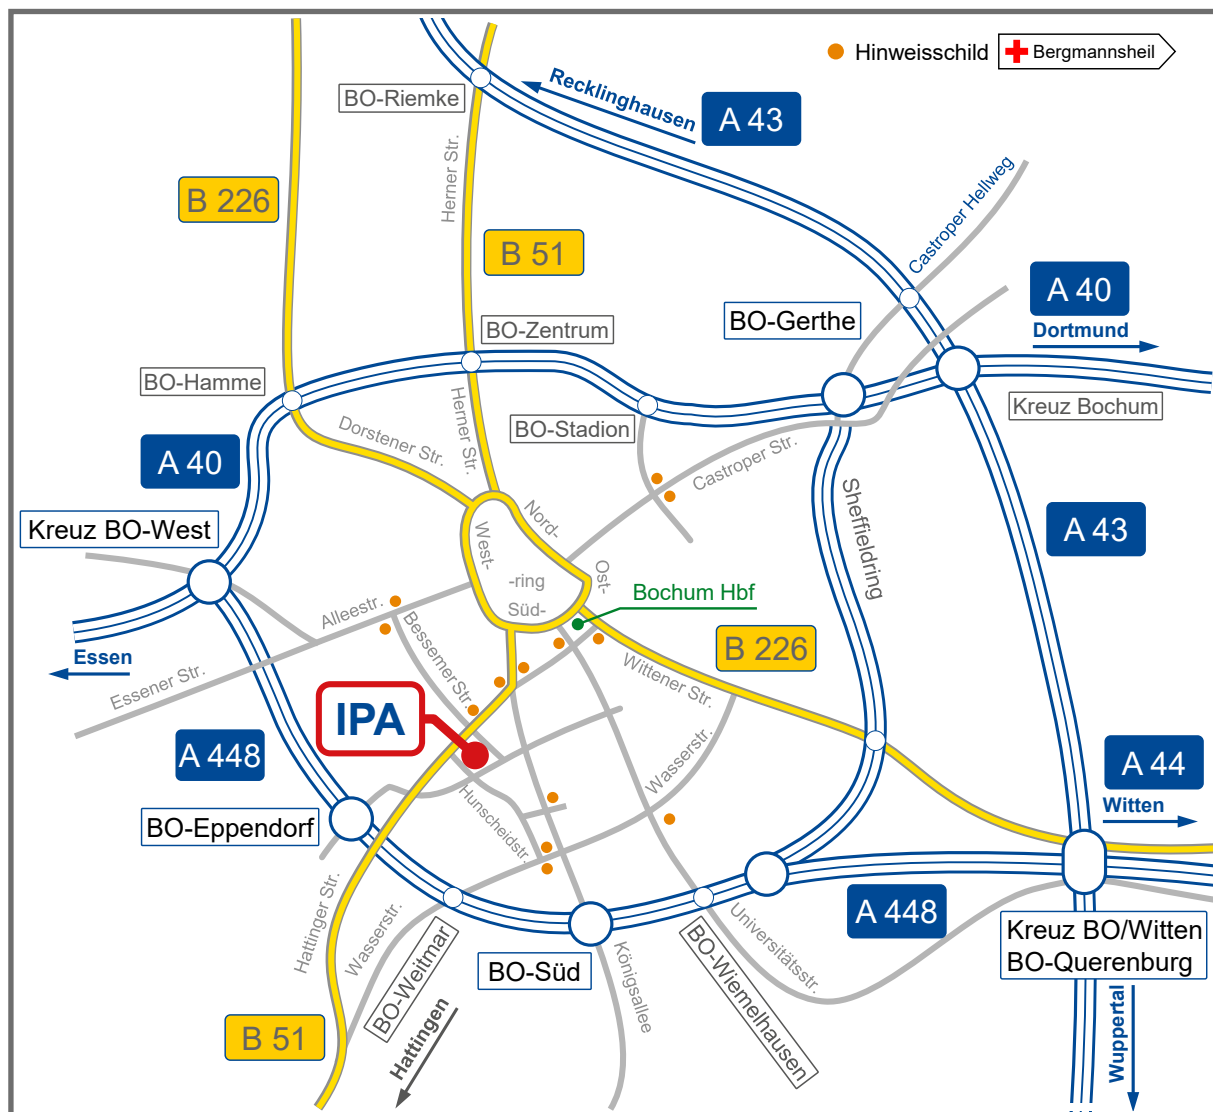 Hinweisschild
Bergmannsheil
Recklinghausen
A 43
BO-Riemke
Herner Str.
B 226
B 51
Castroper Hellweg
A 40
Dortmund
BO-Gerthe
BO-Zentrum
BO-Hamme
Kreuz Bochum
BO-Stadion
Herner Str.
Dorstener Str.
Castroper Str.
A 40
Sheffieldring
Kreuz BO-West
Nord-
West-
-ring
Ost-
Süd-
A 43
Bochum Hbf
Alleestr.
Bessemer Str.
Essen
Essener Str.
Wittener Str.
B 226
IPA
A 448
Wasserstr.
A 44
Witten
Hunscheidstr.
BO-Eppendorf
Hattinger Str.
Wasserstr.
BO-Weitmar
BO-Süd
Königsallee
BO-Wiemelhausen
Universitätsstr.
A 448
Kreuz BO/Witten
BO-Querenburg
B 51
Hattingen
Wuppertal